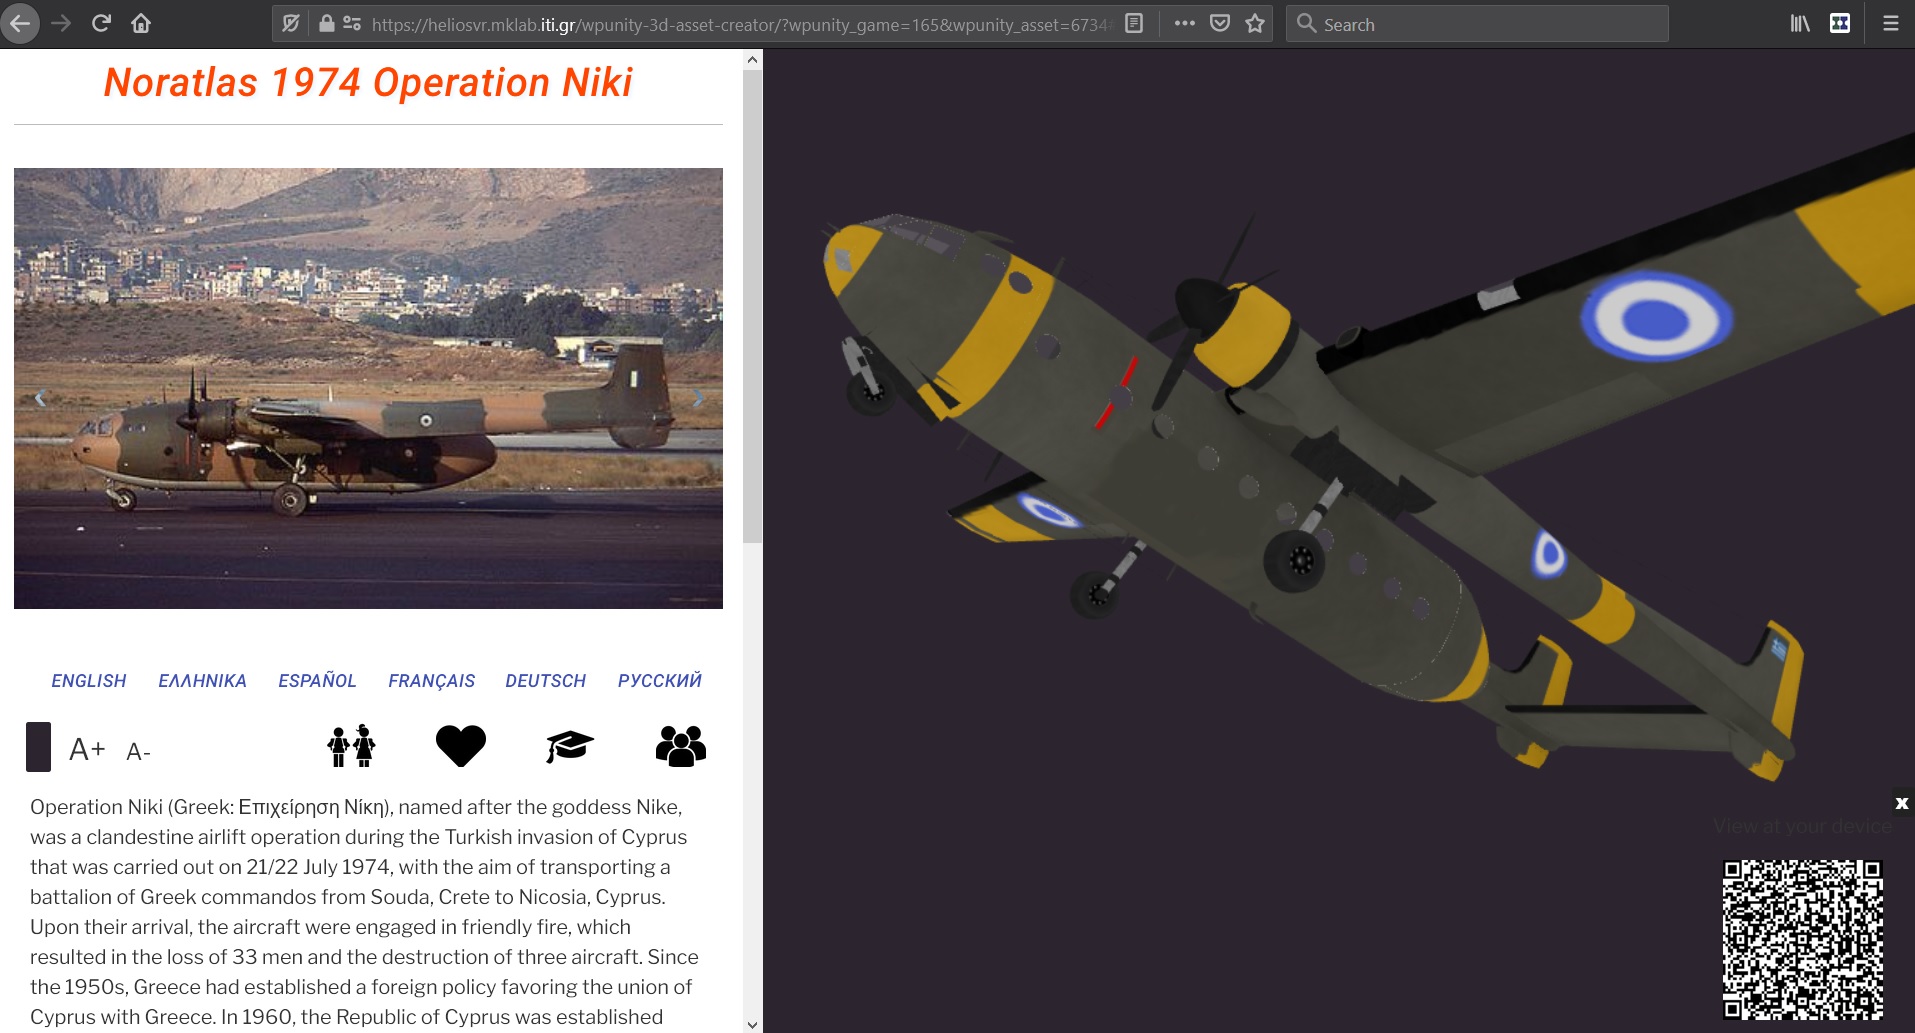 https://heliosvr.mklab.iti.gr/wpunity-3d-asset-creator/?wpunity_game=165&wpunity_asset=6734
Search
Noratlas 1974 Operation Niki
ENGLISH ΕΛΛΗΝΙΚΑ ESPAÑOL FRANÇAIS DEUTSCH РУССКИЙ
A+ A-
Operation Niki (Greek: Επιχείρηση Νίκη), named after the goddess Nike,
was a clandestine airlift operation during the Turkish invasion of Cyprus
that was carried out on 21/22 July 1974, with the aim of transporting a
battalion of Greek commandos from Souda, Crete to Nicosia, Cyprus.
Upon their arrival, the aircraft were engaged in friendly fire, which
resulted in the loss of 33 men and the destruction of three aircraft. Since
the 1950s, Greece had established a foreign policy favoring the union of
Cyprus with Greece. In 1960, the Republic of Cyprus was established
x
View at your device